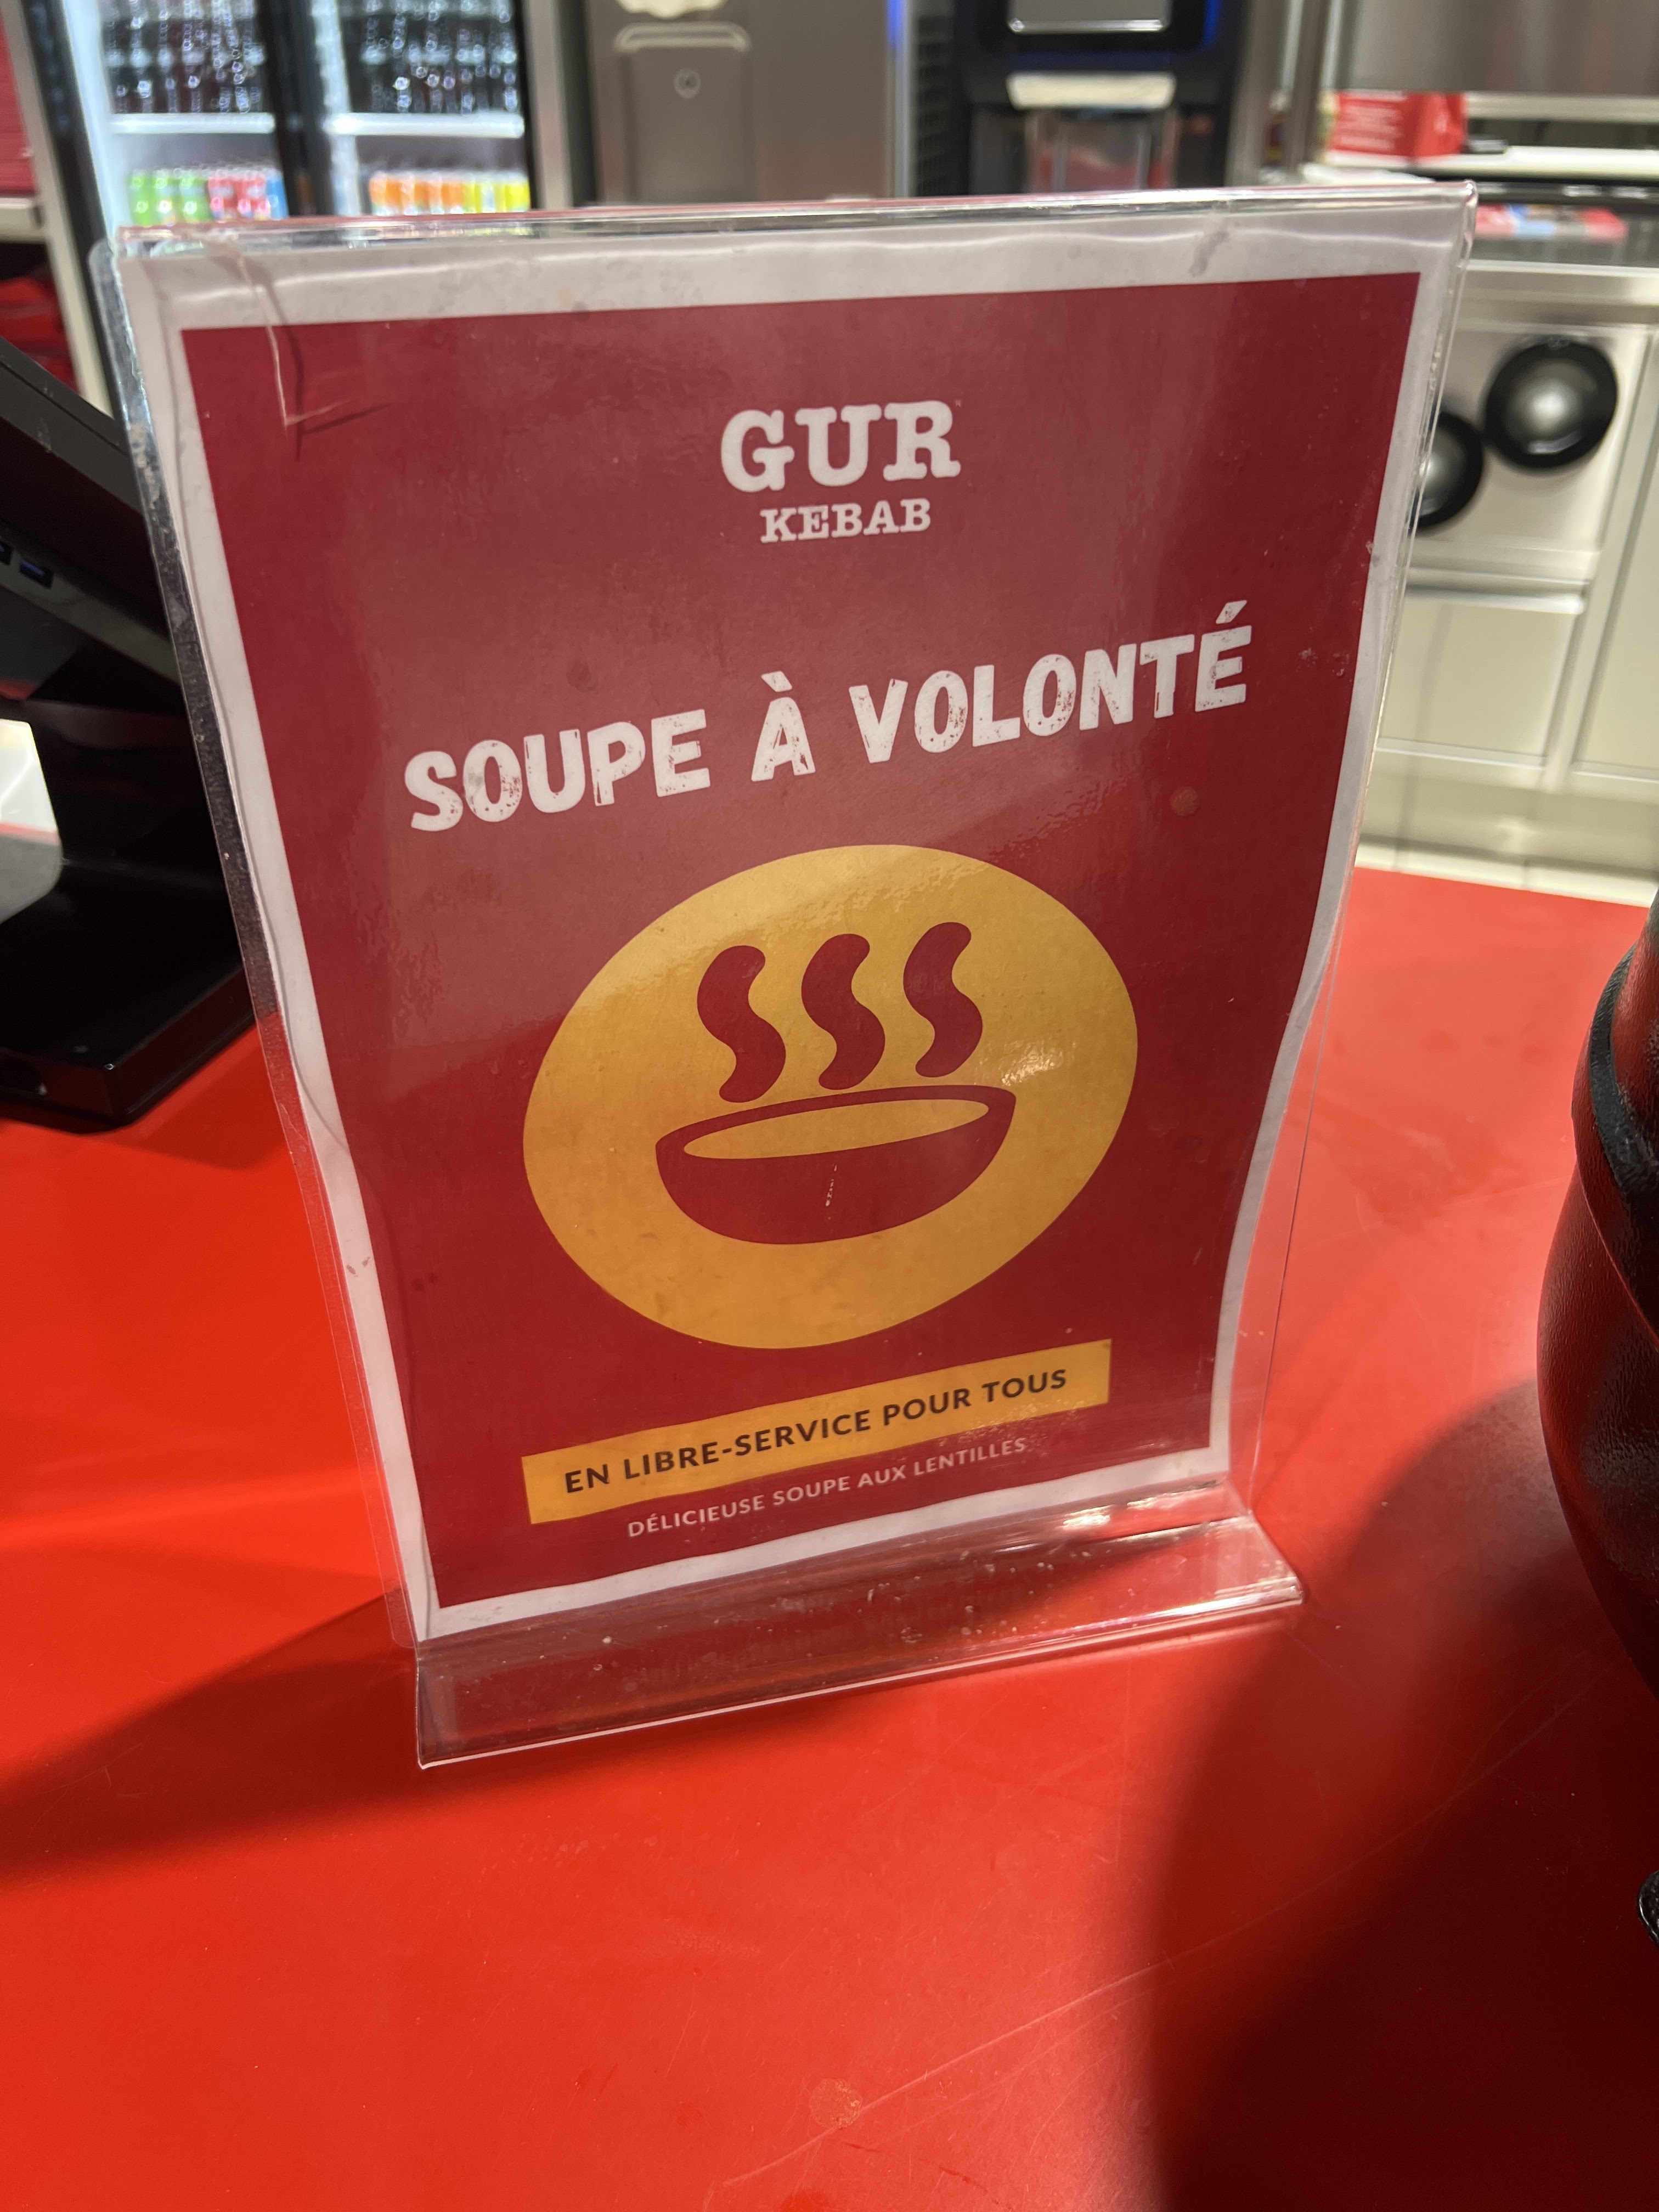 GUR
KEBAB
SOUPE À VOLONTÉ
EN LIBRE-SERVICE POUR TOUS
DÉLICIEUSE SOUPE AUX LENTILLES